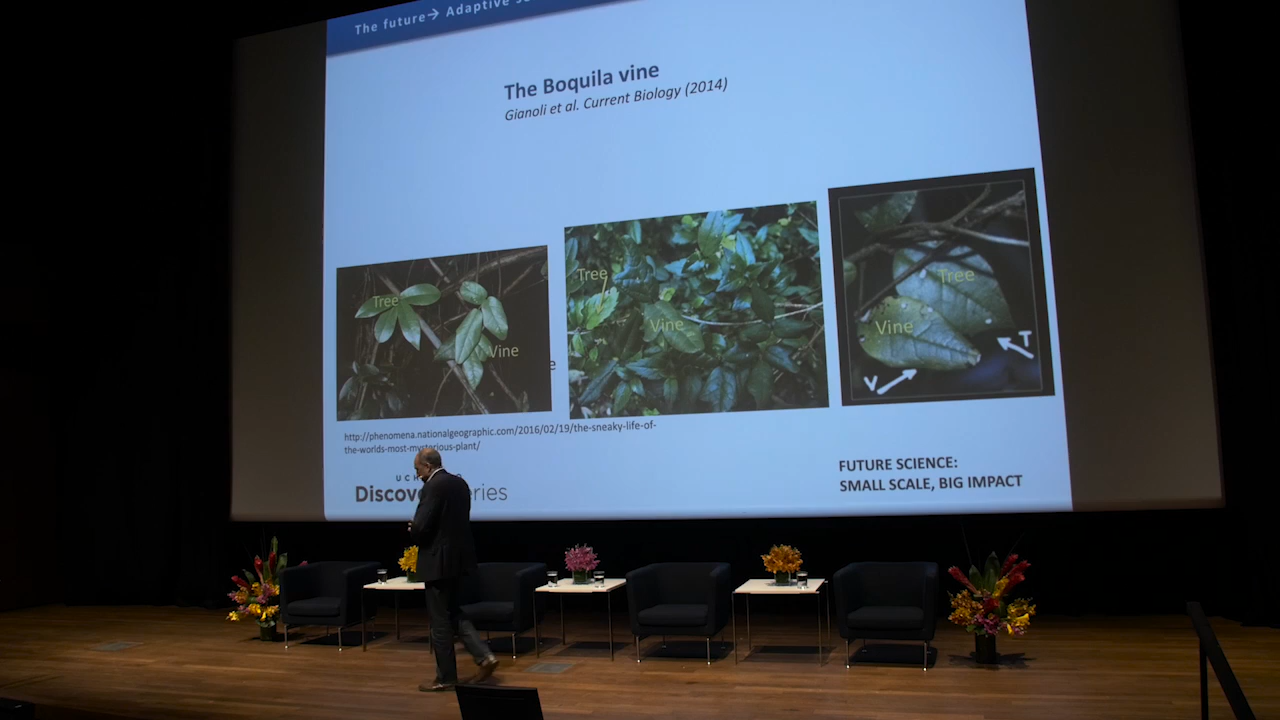 The future→ Adaptive
The Boquila vine
Gianoli et al. Current Biology (2014)
Tree
Vine
Tree
Vine
Tree
Vine
T
V
http://phenomena.nationalgeographic.com/2016/02/19/the-sneaky-life-of-
the-worlds-most-mysterious-plant/
FUTURE SCIENCE:
SMALL SCALE, BIG IMPACT